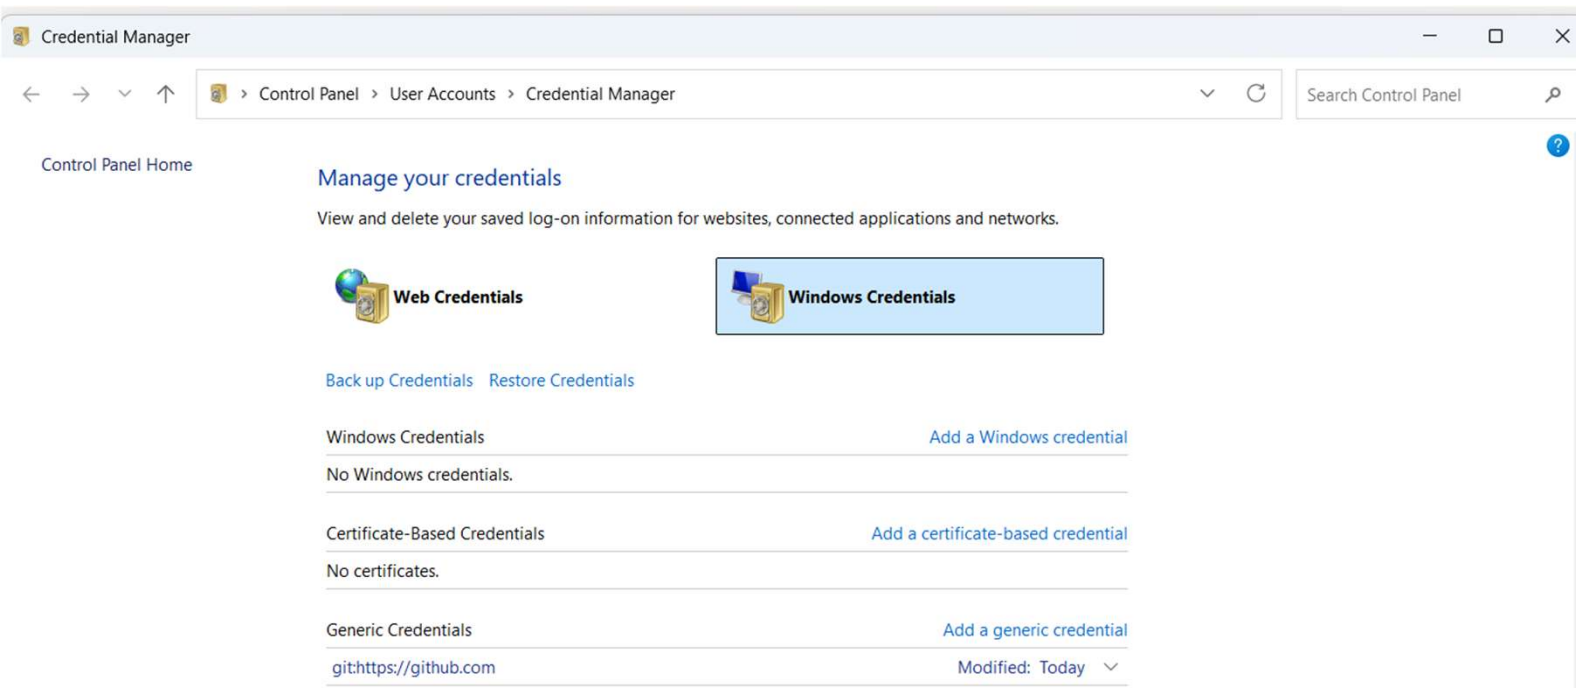 Credential Manager
Control Panel > User Accounts > Credential Manager
Search Control Panel
Control Panel Home
Manage your credentials
View and delete your saved log-on information for websites, connected applications and networks.
Web Credentials
Windows Credentials
Back up Credentials Restore Credentials
Windows Credentials Add a Windows credential
No Windows credentials.
Certificate-Based Credentials Add a certificate-based credential
No certificates.
Generic Credentials Add a generic credential
git:https://github.com Modified: Today